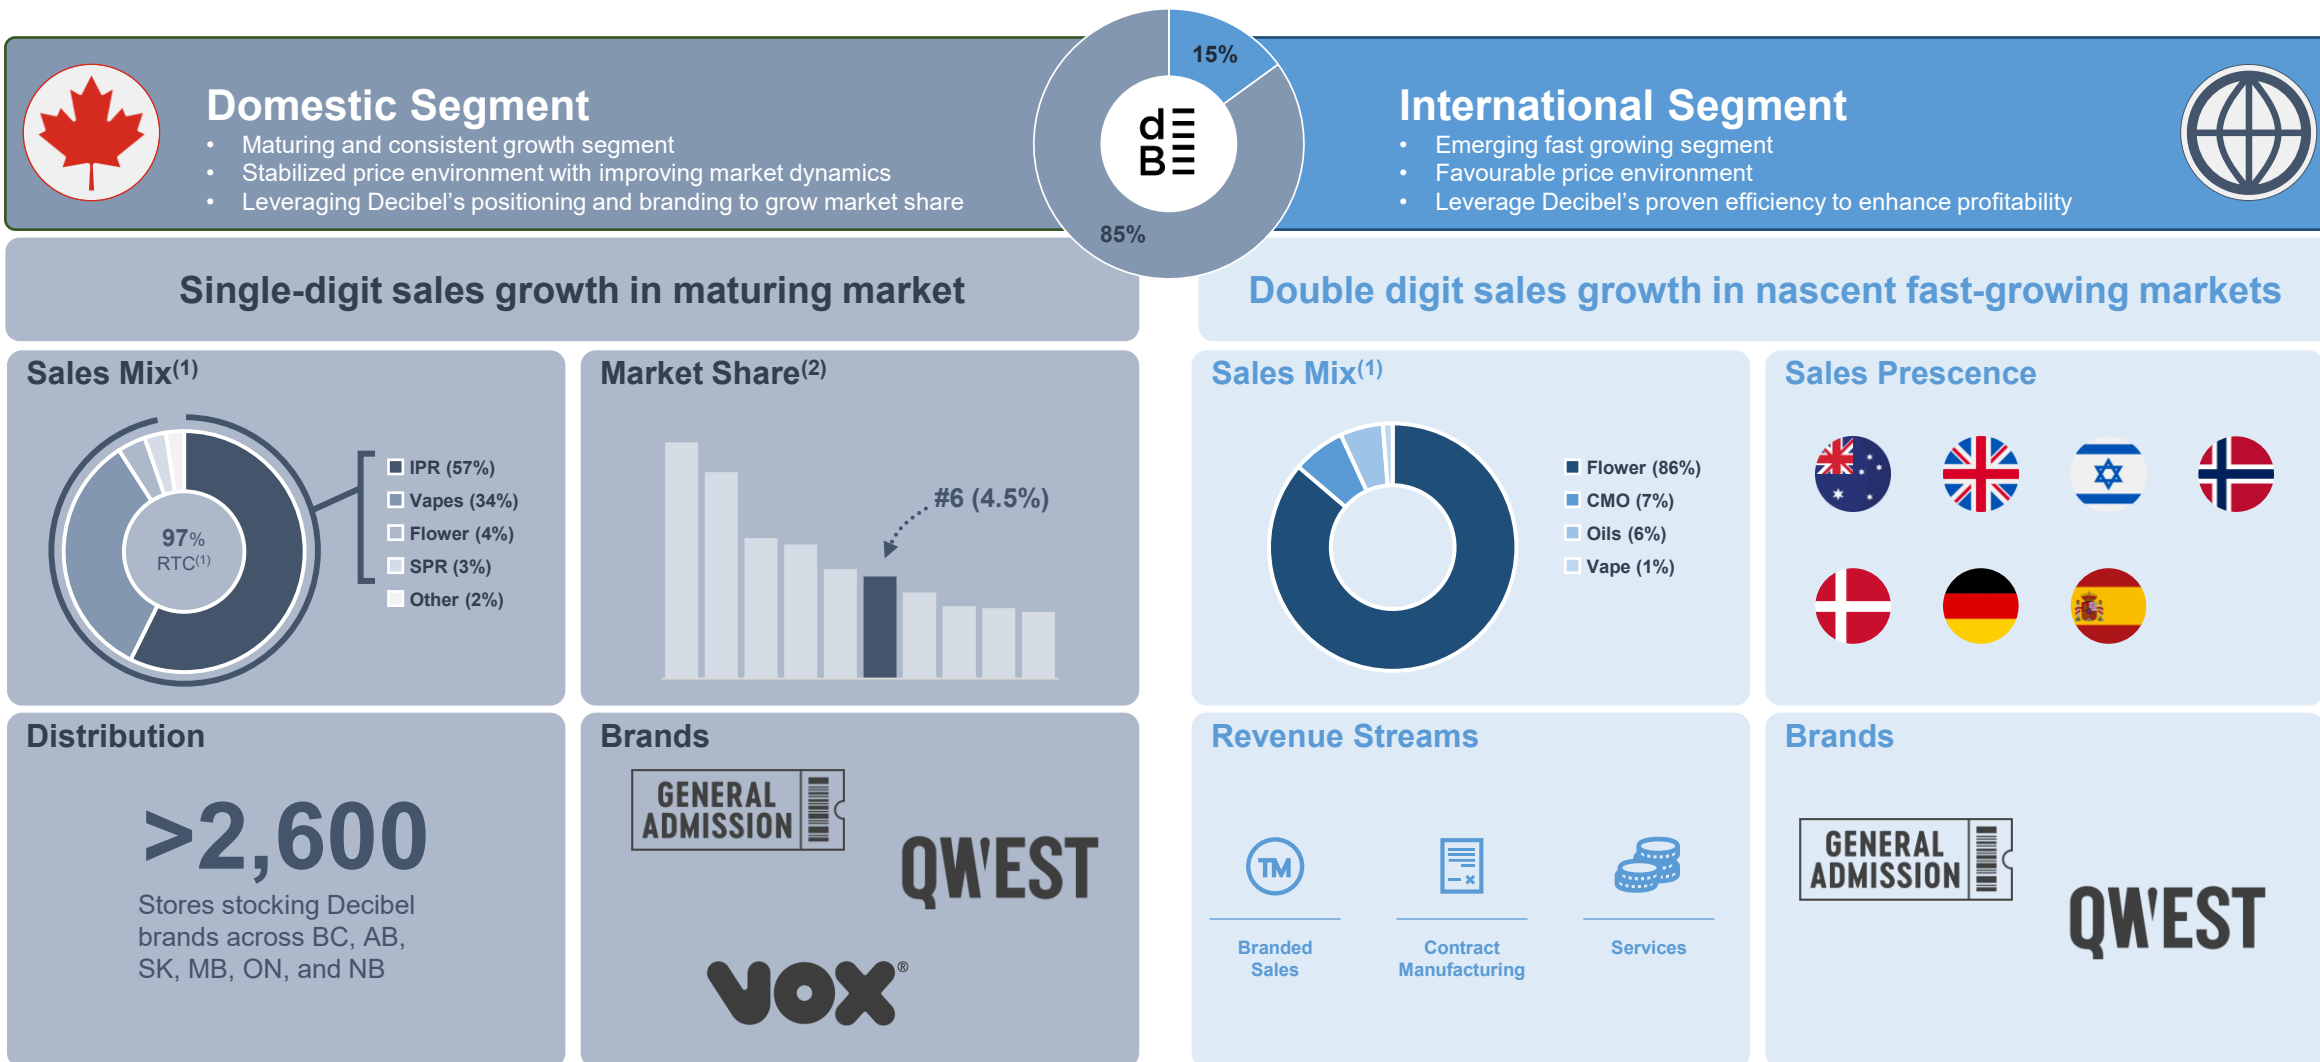 Domestic Segment
• Maturing and consistent growth segment
• Stabilized price environment with improving market dynamics
• Leveraging Decibel’s positioning and branding to grow market share
15%
85%
dB
International Segment
• Emerging fast growing segment
• Favourable price environment
• Leverage Decibel’s proven efficiency to enhance profitability
Single-digit sales growth in maturing market
Double digit sales growth in nascent fast-growing markets
Sales Mix(1)
97%
RTC(1)
IPR (57%)
Vapes (34%)
Flower (4%)
SPR (3%)
Other (2%)
Market Share(2)
#6 (4.5%)
Sales Mix(1)
Flower (86%)
CMO (7%)
Oils (6%)
Vape (1%)
Sales Prescence
Distribution
>2,600
Stores stocking Decibel
brands across BC, AB,
SK, MB, ON, and NB
Brands
GENERAL
ADMISSION
QWEST
VOX®
Revenue Streams
TM
Branded
Sales
Contract
Manufacturing
Services
Brands
GENERAL
ADMISSION
QWEST